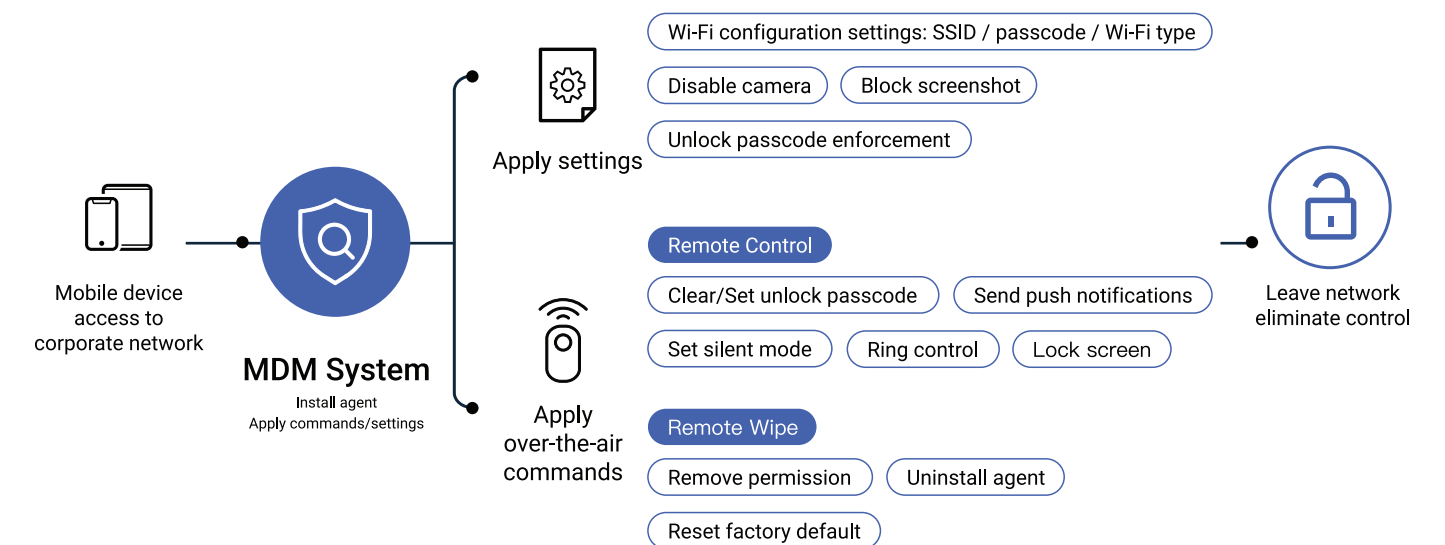 Mobile device
access to
corporate network
MDM System
Install agent
Apply commands/settings
Apply settings
Wi-Fi configuration settings: SSID / passcode / Wi-Fi type
Disable camera
Block screenshot
Unlock passcode enforcement
Apply
over-the-air
commands
Remote Control
Clear/Set unlock passcode
Send push notifications
Set silent mode
Ring control
Lock screen
Remote Wipe
Remove permission
Uninstall agent
Reset factory default
Leave network
eliminate control